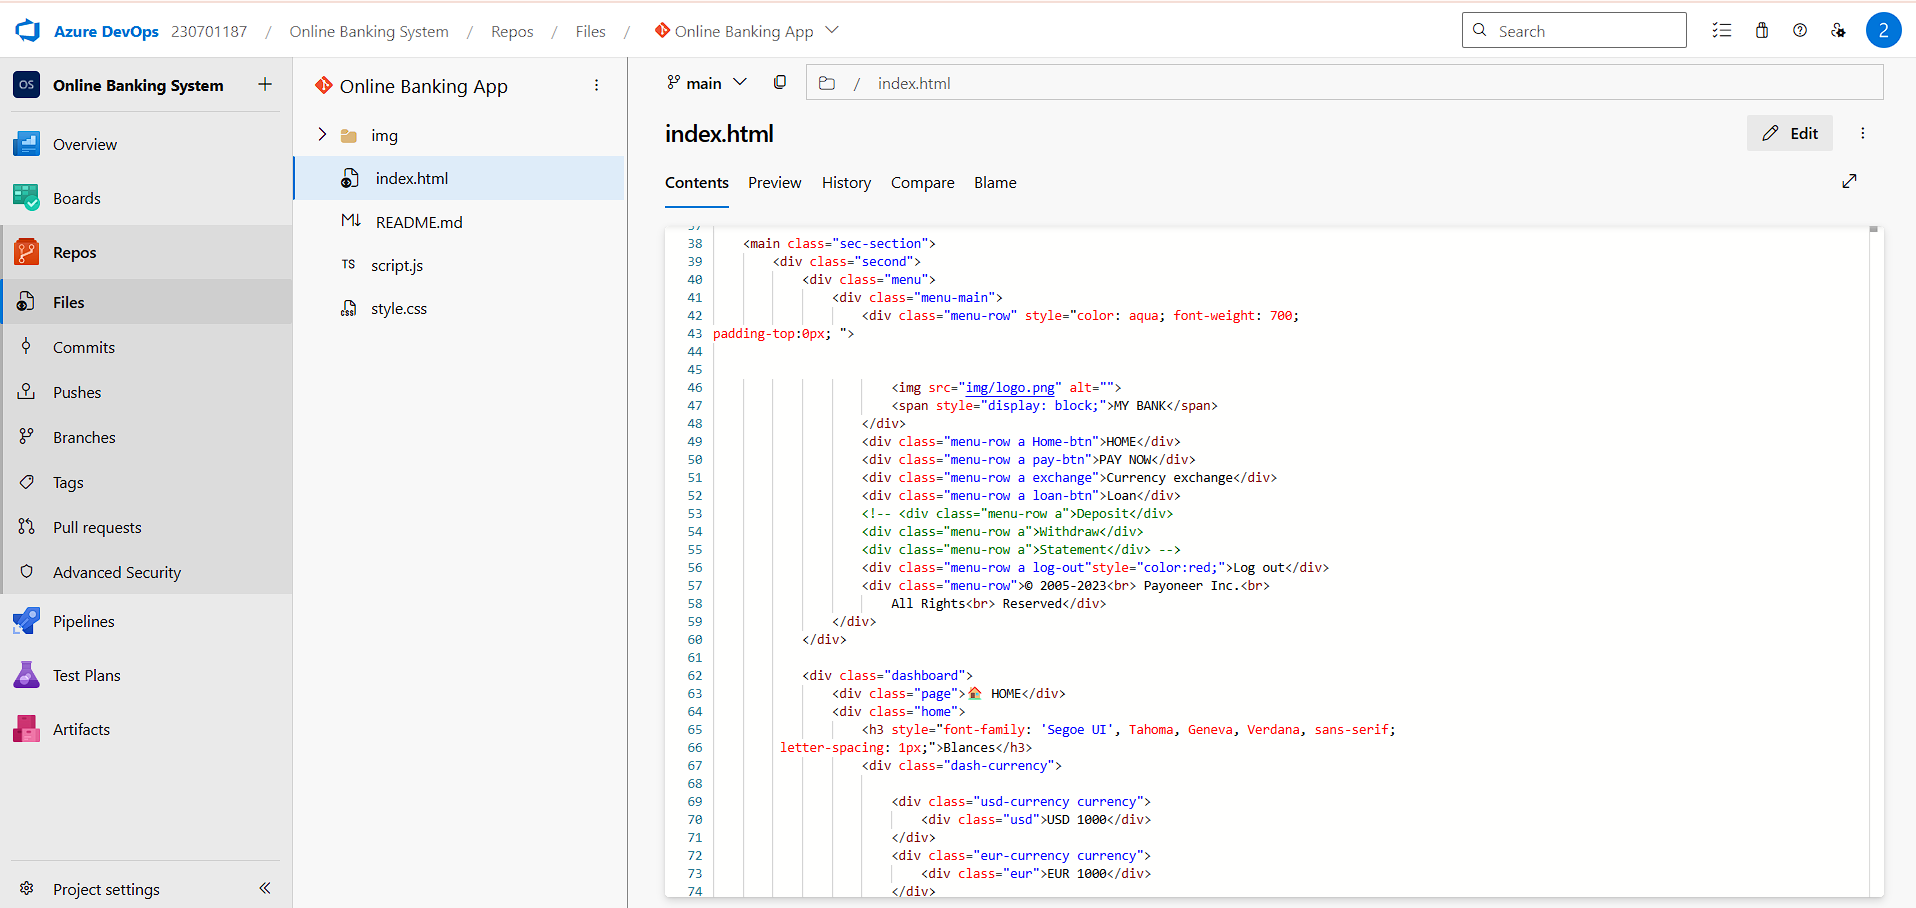 Azure DevOps 230701187 / Online Banking System / Repos / Files / Online Banking App Search 2
OS Online Banking System +
Overview
Boards
Repos
Files
Commits
Pushes
Branches
Tags
Pull requests
Advanced Security
Pipelines
Test Plans
Artifacts
Project settings
Online Banking App
img
index.html
M↓ README.md
TS script.js
css style.css
main / index.html
index.html Edit
Contents Preview History Compare Blame
37
38 <main class="sec-section">
39 <div class="second">
40 <div class="menu">
41 <div class="menu-main">
42 <div class="menu-row" style="color: aqua; font-weight: 700;
43 padding-top:0px; ">
44
45
46 <img src="img/logo.png" alt="">
47 <span style="display: block;">MY BANK</span>
48 </div>
49 <div class="menu-row a Home-btn">HOME</div>
50 <div class="menu-row a pay-btn">PAY NOW</div>
51 <div class="menu-row a exchange">Currency exchange</div>
52 <div class="menu-row a loan-btn">Loan</div>
53 <!-- <div class="menu-row a">Deposit</div>
54 <div class="menu-row a">Withdraw</div>
55 <div class="menu-row a">Statement</div> -->
56 <div class="menu-row a log-out"style="color:red;">Log out</div>
57 <div class="menu-row">© 2005-2023<br> Payoneer Inc.<br>
58 All Rights<br> Reserved</div>
59 </div>
60 </div>
61
62 <div class="dashboard">
63 <div class="page">🏠 HOME</div>
64 <div class="home">
65 <h3 style="font-family: 'Segoe UI', Tahoma, Geneva, Verdana, sans-serif;
66 letter-spacing: 1px;">Blances</h3>
67 <div class="dash-currency">
68
69 <div class="usd-currency currency">
70 <div class="usd">USD 1000</div>
71 </div>
72 <div class="eur-currency currency">
73 <div class="eur">EUR 1000</div>
74 </div>